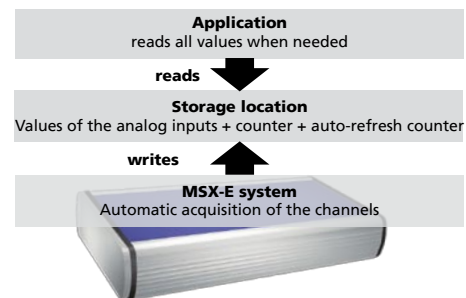 Application
reads all values when needed
reads
Storage location
Values of the analog inputs + counter + auto-refresh counter
writes
MSX-E system
Automatic acquisition of the channels